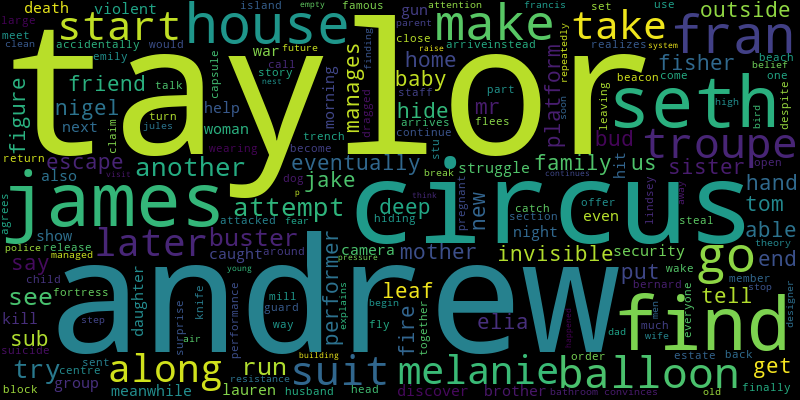 death violent accidentally island would famous gun parent attention francis empty set use
large meet clean emily start house war call future story nest make close arriveinstead staff take realizes outside fran
taylor
figure friend talk turn capsule morning finding dragged manages home baby hide arrives continue platform repeatedly fisher beacon come beach belief one
nigel next claim jules help woman wearing become trench stu mr part flees soon leaving seth high bird despite
return escape visit another eventually dog p jake struggle break family hit bud us troupe sister open
james circus
agrees also show attempt attacked fear deep hiding pregnant new catch section night offer even lindsey away steal hand tom able theory
police release managed later buster caught around camera mother invisible security continues think
say child fortress young performer pressure explains leaf elia put wake bernard member stop go end designer
see kill daughter surprise knife performance mill guard andrew begin fly fire together dad much wife men happened tell everyone find
sub suicide step air way building
try centre sent along run resistance suit melanie order balloon estate back system raise get
block group meanwhile lauren husband head discover brother bathroom convinces old finally